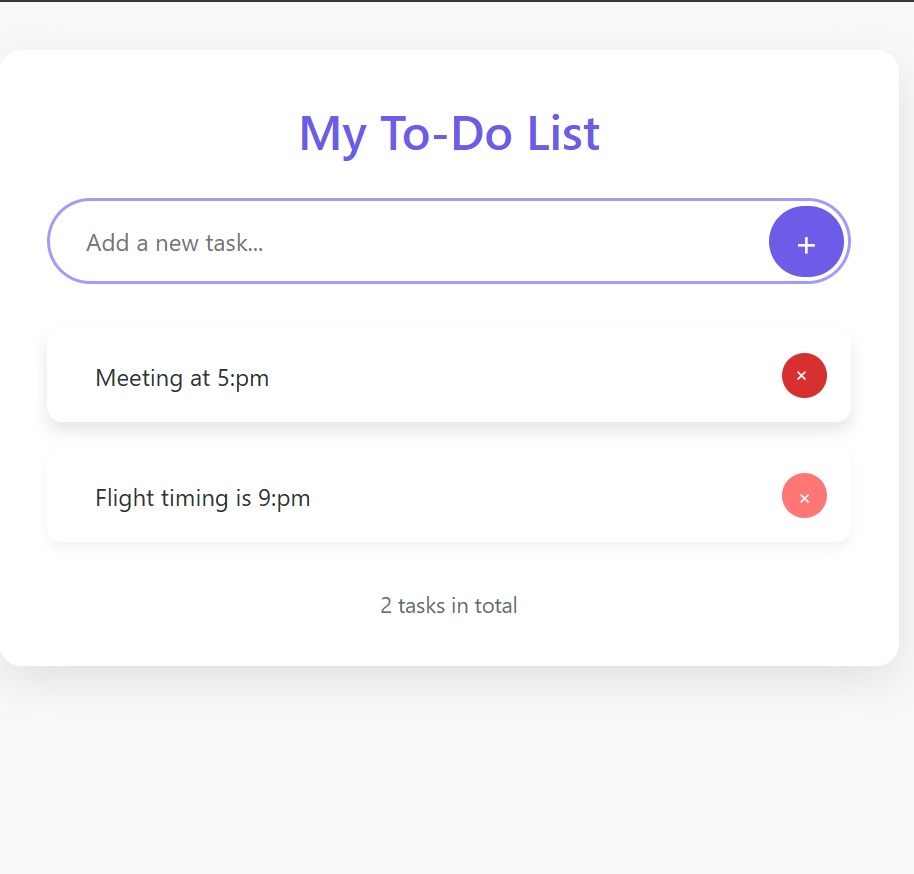 My To-Do List
Add a new task...
+
Meeting at 5:pm
×
Flight timing is 9:pm
×
2 tasks in total